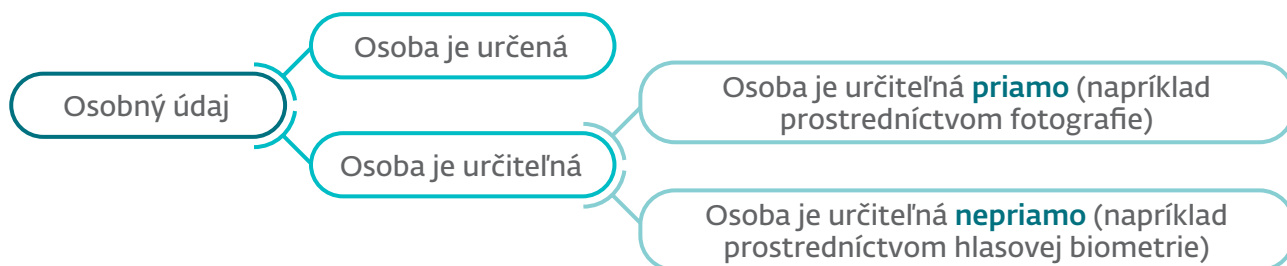 Osobný údaj
Osoba je určená
Osoba je určiteľná
Osoba je určiteľná priamo (napríklad
prostredníctvom fotografie)
Osoba je určiteľná nepriamo (napríklad
prostredníctvom hlasovej biometrie)